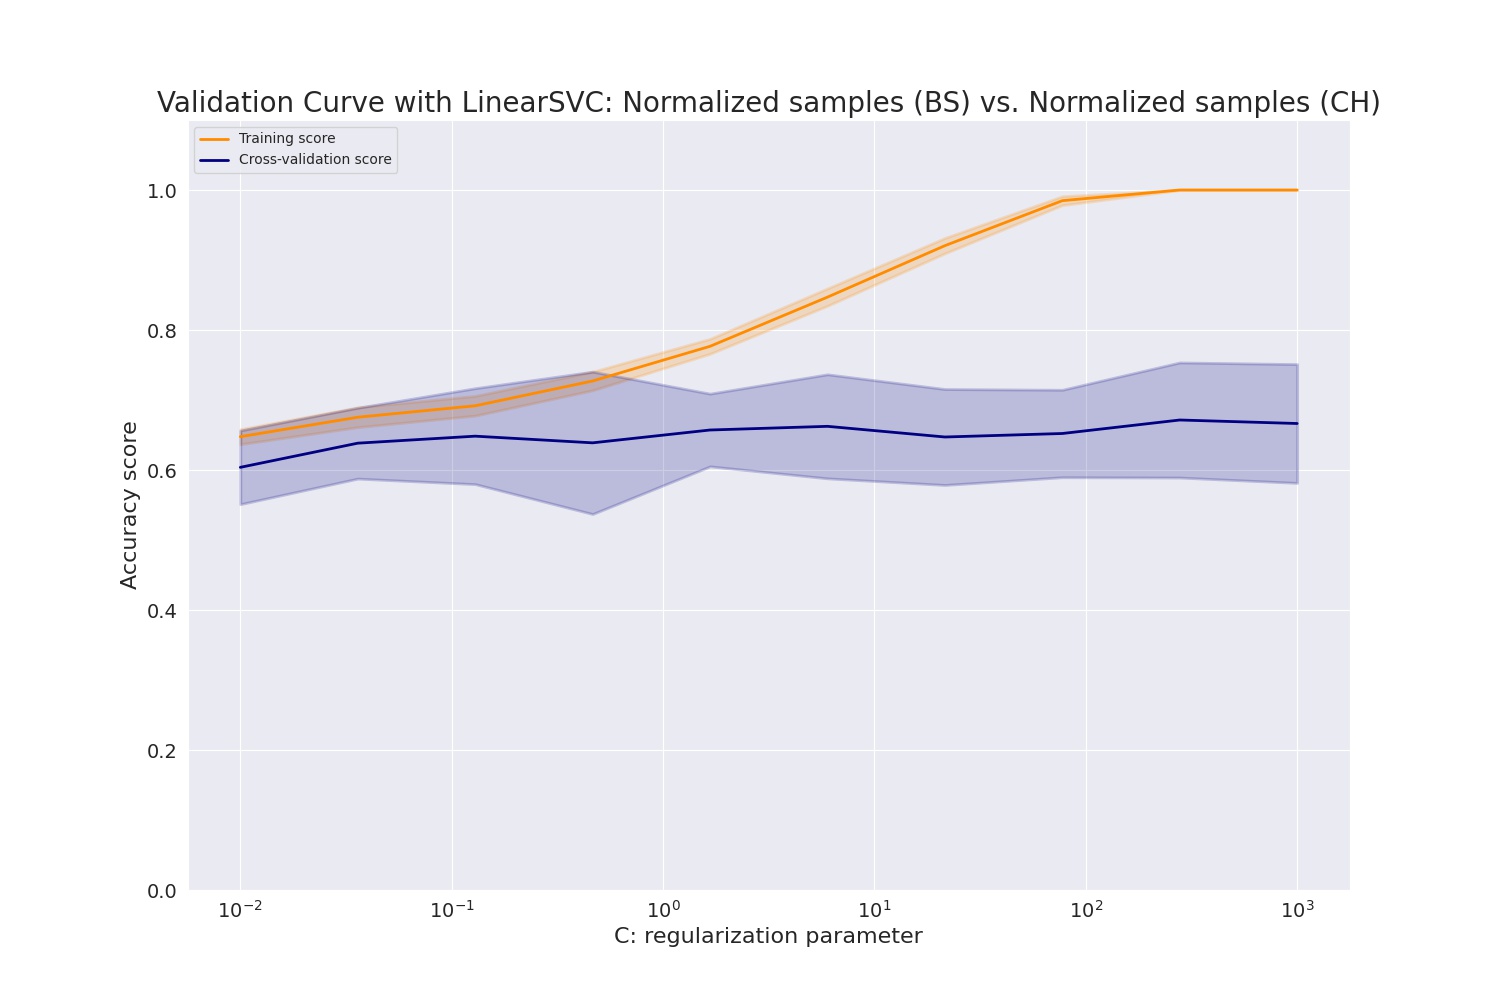 Validation Curve with LinearSVC: Normalized samples (BS) vs. Normalized samples (CH)
Training score
Cross-validation score
1.0
0.8
0.6
0.4
0.2
0.0
Accuracy score
10⁻² 10⁻¹ 10⁰ 10¹ 10² 10³
C: regularization parameter